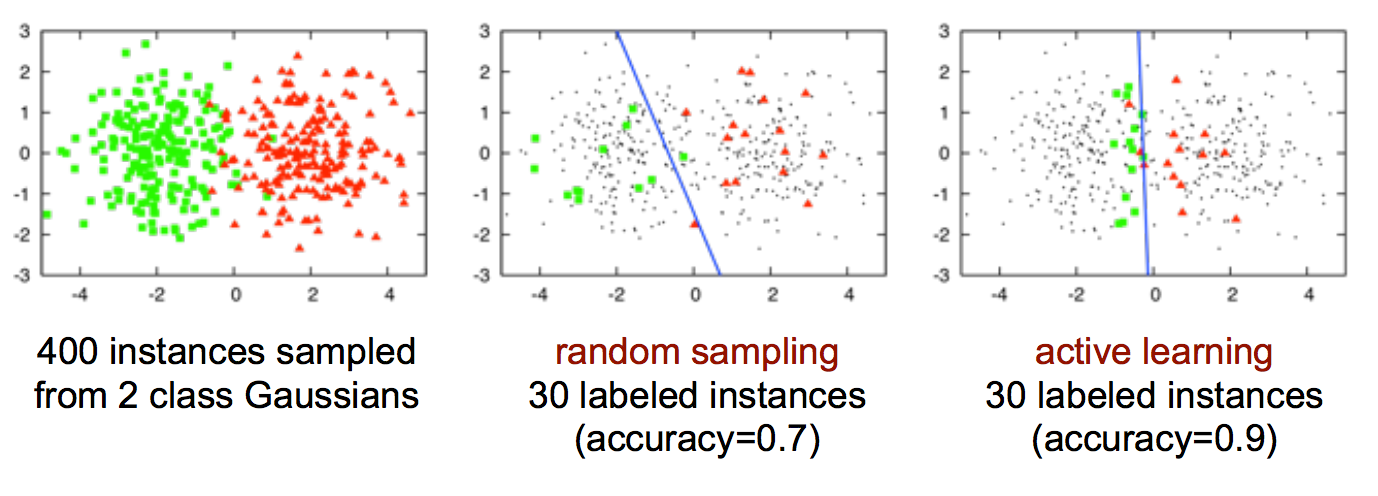 3
2
1
0
-1
-2
-3
-4 -2 0 2 4
3
2
1
0
-1
-2
-3
-4 -2 0 2 4
3
2
1
0
-1
-2
-3
-4 -2 0 2 4
400 instances sampled
from 2 class Gaussians
random sampling
30 labeled instances
(accuracy=0.7)
active learning
30 labeled instances
(accuracy=0.9)